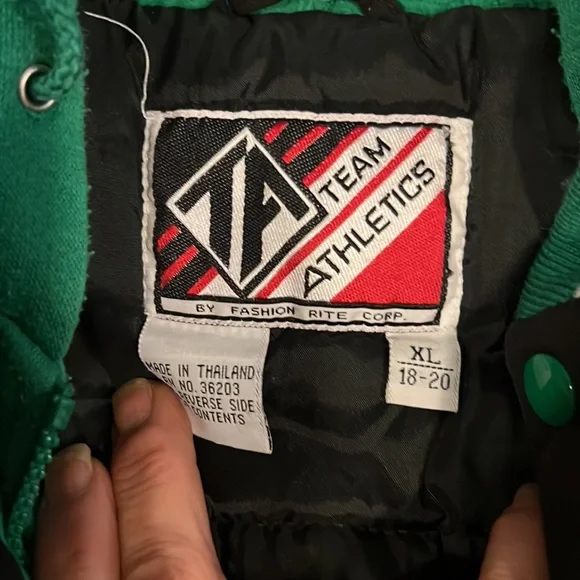 TA
TEAM
ATHLETICS
BY FASHION RITE CORP.
MADE IN THAILAND
NO. 36203
REVERSE SIDE
CONTENTS
XL
18-20